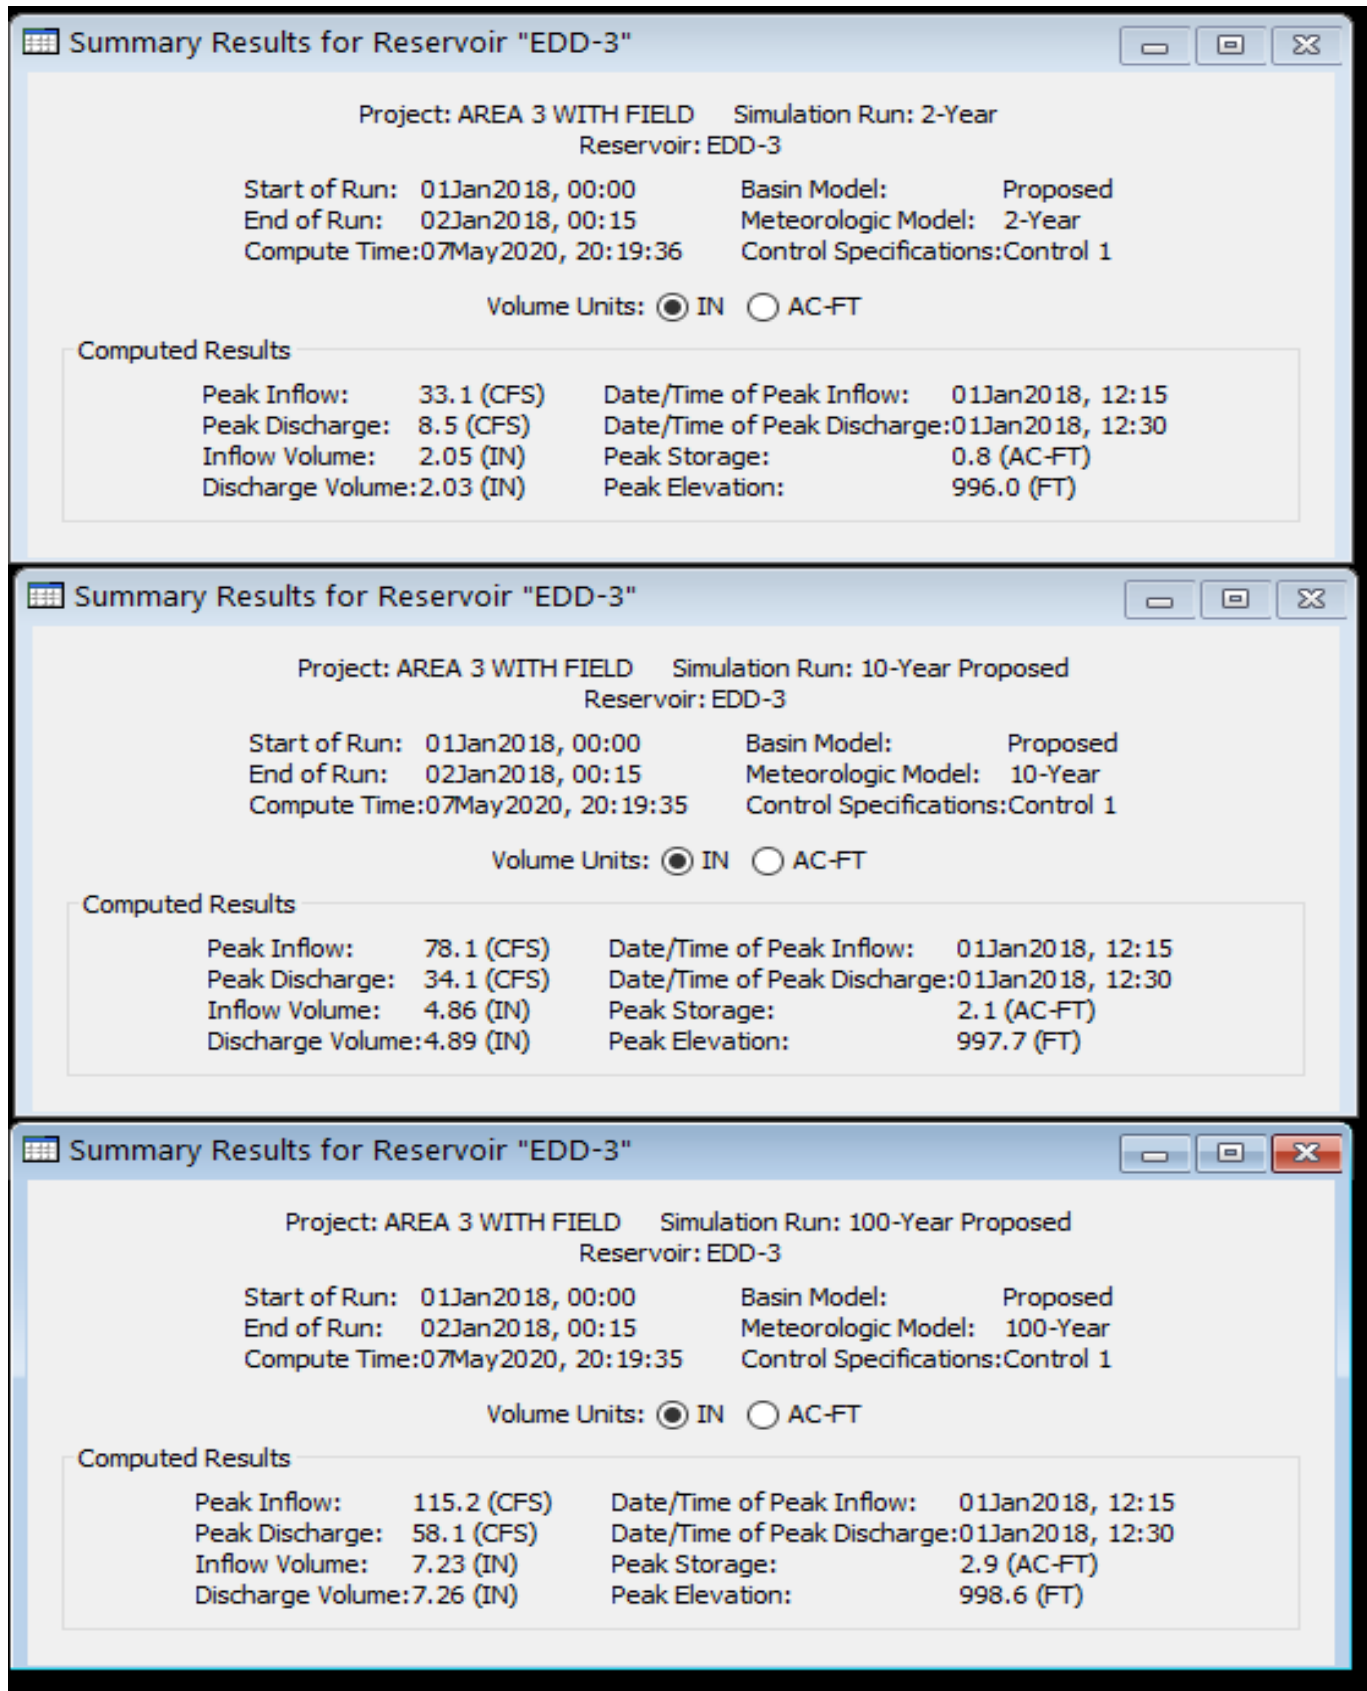 Summary Results for Reservoir "EDD-3"
Project: AREA 3 WITH FIELD Simulation Run: 2-Year
Reservoir: EDD-3
Start of Run: 01Jan2018, 00:00 Basin Model: Proposed
End of Run: 02Jan2018, 00:15 Meteorologic Model: 2-Year
Compute Time:07May2020, 20:19:36 Control Specifications:Control 1
Volume Units: IN AC-FT
Computed Results
Peak Inflow: 33.1 (CFS) Date/Time of Peak Inflow: 01Jan2018, 12:15
Peak Discharge: 8.5 (CFS) Date/Time of Peak Discharge:01Jan2018, 12:30
Inflow Volume: 2.05 (IN) Peak Storage: 0.8 (AC-FT)
Discharge Volume:2.03 (IN) Peak Elevation: 996.0 (FT)
Summary Results for Reservoir "EDD-3"
Project: AREA 3 WITH FIELD Simulation Run: 10-Year Proposed
Reservoir: EDD-3
Start of Run: 01Jan2018, 00:00 Basin Model: Proposed
End of Run: 02Jan2018, 00:15 Meteorologic Model: 10-Year
Compute Time:07May2020, 20:19:35 Control Specifications:Control 1
Volume Units: IN AC-FT
Computed Results
Peak Inflow: 78.1 (CFS) Date/Time of Peak Inflow: 01Jan2018, 12:15
Peak Discharge: 34.1 (CFS) Date/Time of Peak Discharge:01Jan2018, 12:30
Inflow Volume: 4.86 (IN) Peak Storage: 2.1 (AC-FT)
Discharge Volume:4.89 (IN) Peak Elevation: 997.7 (FT)
Summary Results for Reservoir "EDD-3"
Project: AREA 3 WITH FIELD Simulation Run: 100-Year Proposed
Reservoir: EDD-3
Start of Run: 01Jan2018, 00:00 Basin Model: Proposed
End of Run: 02Jan2018, 00:15 Meteorologic Model: 100-Year
Compute Time:07May2020, 20:19:35 Control Specifications:Control 1
Volume Units: IN AC-FT
Computed Results
Peak Inflow: 115.2 (CFS) Date/Time of Peak Inflow: 01Jan2018, 12:15
Peak Discharge: 58.1 (CFS) Date/Time of Peak Discharge:01Jan2018, 12:30
Inflow Volume: 7.23 (IN) Peak Storage: 2.9 (AC-FT)
Discharge Volume:7.26 (IN) Peak Elevation: 998.6 (FT)